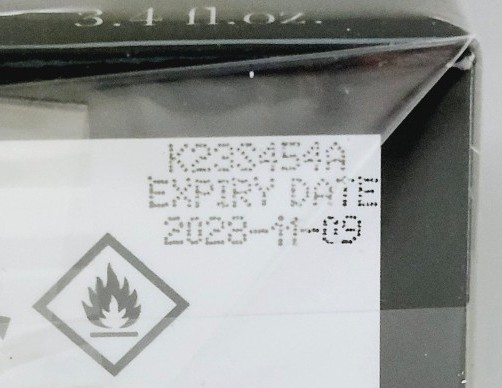 3.4 fl.oz.
K23S454A
EXPIRY DATE
2028-11-09